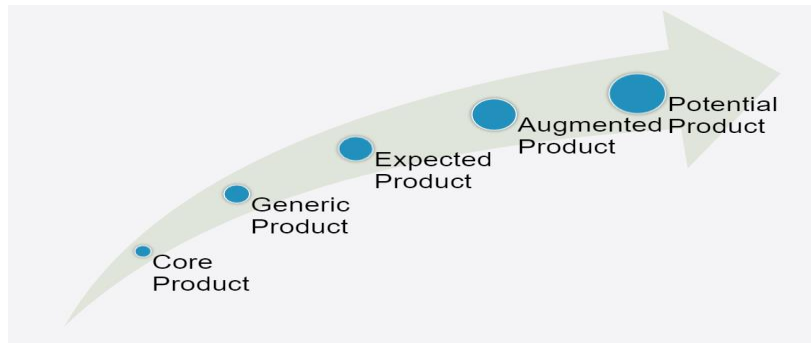 Core
Product
Generic
Product
Expected
Product
Augmented
Product
Potential
Product